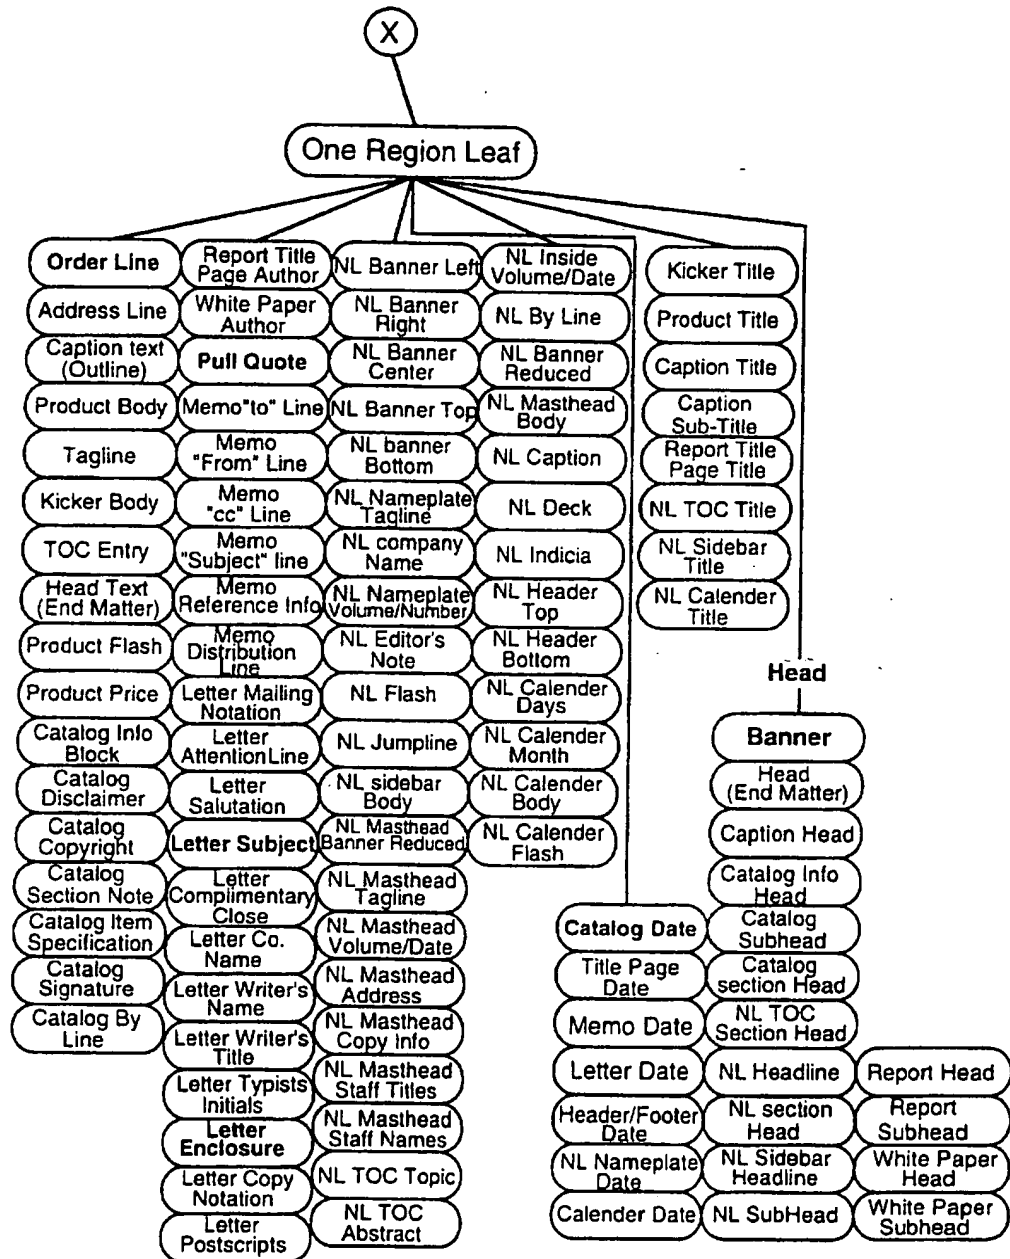 X
One Region Leaf
Order Line
Address Line
Caption text
(Outline)
Product Body
Tagline
Kicker Body
TOC Entry
Head Text
(End Matter)
Product Flash
Product Price
Catalog Info
Block
Catalog
Disclaimer
Catalog
Copyright
Catalog
Section Note
Catalog Item
Specification
Catalog
Signature
Catalog By
Line
Report Title
Page Author
White Paper
Author
Pull Quote
Memo"to" Line
Memo
"From" Line
Memo
"cc" Line
Memo
"Subject" line
Memo
Reference Info
Memo
Distribution
Line
Letter Mailing
Notation
Letter
AttentionLine
Letter
Salutation
Letter Subject
Letter
Complimentary
Close
Letter Co.
Name
Letter Writer's
Name
Letter Writer's
Title
Letter Typists
Initials
Letter
Enclosure
Letter Copy
Notation
Letter
Postscripts
NL Banner Left
NL Banner
Right
NL Banner
Center
NL Banner Top
NL banner
Bottom
NL Nameplate
Tagline
NL company
Name
NL Nameplate
Volume/Number
NL Editor's
Note
NL Flash
NL Jumpline
NL sidebar
Body
NL Masthead
Banner Reduced
NL Masthead
Tagline
NL Masthead
Volume/Date
NL Masthead
Address
NL Masthead
Copy Info
NL Masthead
Staff Titles
NL Masthead
Staff Names
NL TOC Topic
NL TOC
Abstract
NL Inside
Volume/Date
NL By Line
NL Banner
Reduced
NL Masthead
Body
NL Caption
NL Deck
NL Indicia
NL Header
Top
NL Header
Bottom
NL Calender
Days
NL Calender
Month
NL Calender
Body
NL Calender
Flash
Catalog Date
Title Page
Date
Memo Date
Letter Date
Header/Footer
Date
NL Nameplate
Date
Calender Date
Kicker Title
Product Title
Caption Title
Caption
Sub-Title
Report Title
Page Title
NL TOC Title
NL Sidebar
Title
NL Calender
Title
Head
Banner
Head
(End Matter)
Caption Head
Catalog Info
Head
Catalog
Subhead
Catalog
section Head
NL TOC
Section Head
NL Headline
NL section
Head
NL Sidebar
Headline
NL SubHead
Report Head
Report
Subhead
White Paper
Head
White Paper
Subhead